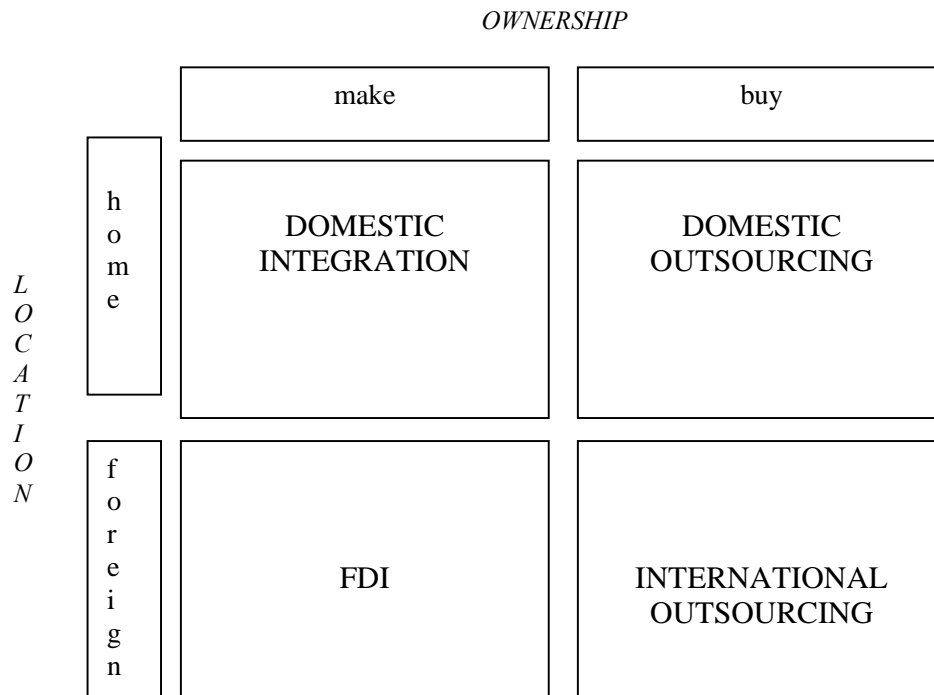 OWNERSHIP
make
buy
LOCATION
home
DOMESTIC
INTEGRATION
DOMESTIC
OUTSOURCING
foreign
FDI
INTERNATIONAL
OUTSOURCING